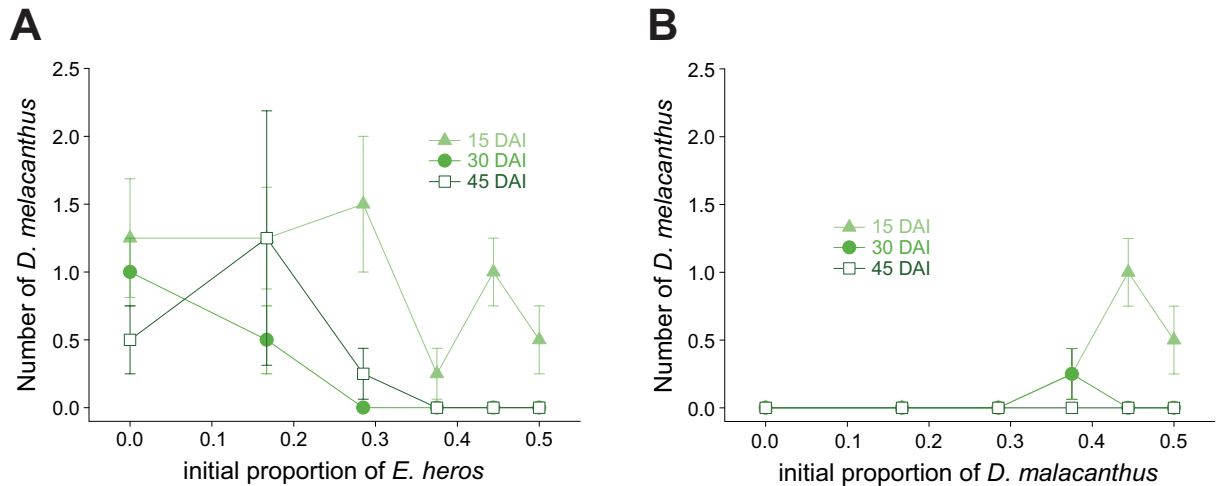 A
Number of D. melacanthus
2.5
2.0
1.5
1.0
0.5
0.0
15 DAI
30 DAI
45 DAI
0.0 0.1 0.2 0.3 0.4 0.5
initial proportion of E. heros
B
Number of D. melacanthus
2.5
2.0
1.5
1.0
0.5
0.0
15 DAI
30 DAI
45 DAI
0.0 0.1 0.2 0.3 0.4 0.5
initial proportion of D. malacanthus